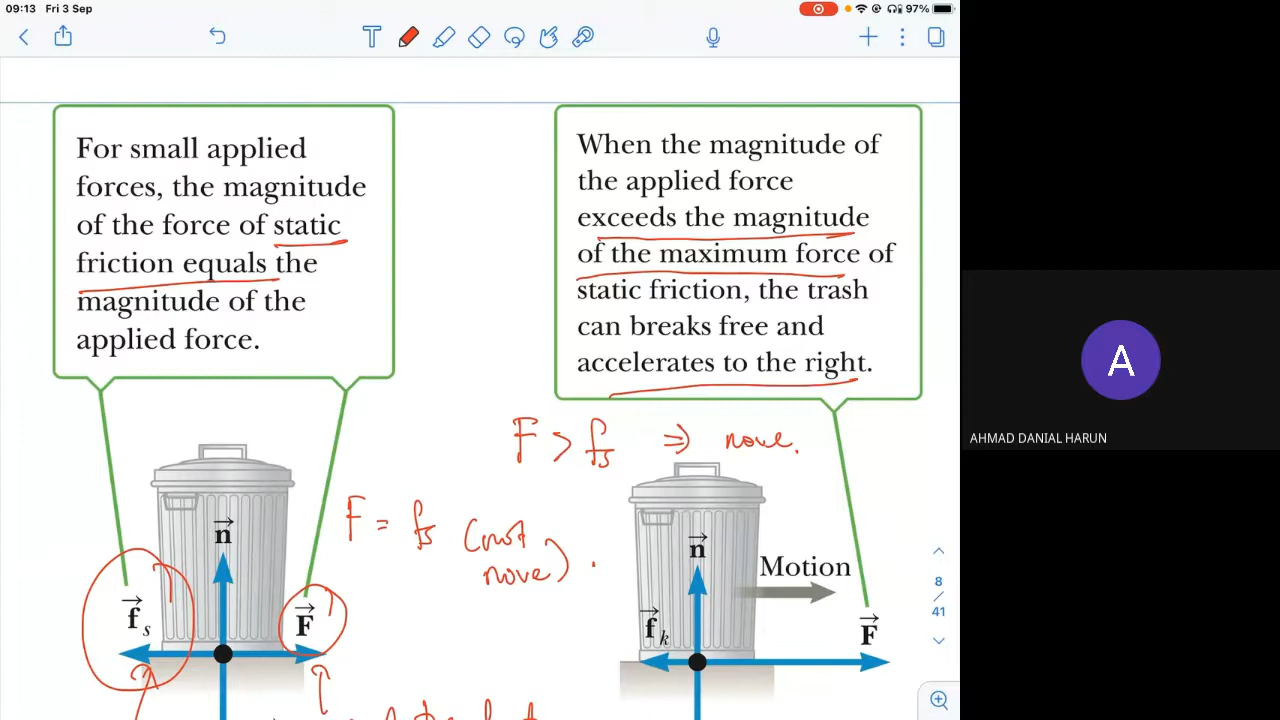 09:13 Fri 3 Sep
97%
T
For small applied
forces, the magnitude
of the force of static
friction equals the
magnitude of the
applied force.
When the magnitude of
the applied force
exceeds the magnitude
of the maximum force of
static friction, the trash
can breaks free and
accelerates to the right.
F > fs ⇒ move.
F = fs (not
move).
n
fs
F
n
Motion
fk
F
8
/
41
A
AHMAD DANIAL HARUN